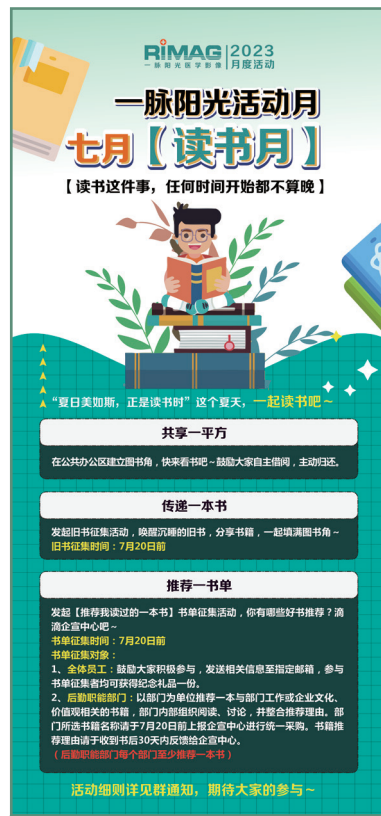 RIMAG
一脉阳光医学影像
2023
月度活动
一脉阳光活动月
七月【读书月】
【读书这件事，任何时间开始都不算晚】
“夏日美如斯，正是读书时”这个夏天，一起读书吧~
共享一平方
在公共办公区建立图书角，快来看书吧~鼓励大家自主借阅，主动归还。
传递一本书
发起旧书征集活动，唤醒沉睡的旧书，分享书籍，一起填满图书角~
旧书征集时间：7月20日前
推荐一书单
发起【推荐我读过的一本书】书单征集活动，你有哪些好书推荐？滴
滴企宣中心吧~
书单征集时间：7月20日前
书单征集对象：
1、全体员工：鼓励大家积极参与，发送相关信息至指定邮箱，参与
书单征集者均可获得纪念礼品一份。
2、后勤职能部门：以部门为单位推荐一本与部门工作或企业文化、
价值观相关的书籍，部门内部组织阅读、讨论，并整合推荐理由。部
门所选书籍名称请于7月20日前上报企宣中心进行统一采购。书籍推
荐理由请于收到书后30天内反馈给企宣中心。
（后勤职能部门每个部门至少推荐一本书）
活动细则详见群通知，期待大家的参与~